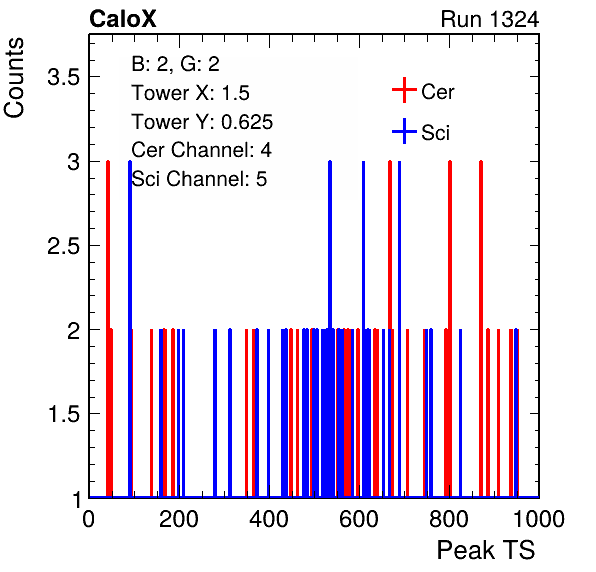 CaloX Run 1324
Counts
B: 2, G: 2
Tower X: 1.5
Tower Y: 0.625
Cer Channel: 4
Sci Channel: 5
Cer
Sci
3.5
3
2.5
2
1.5
1
0 200 400 600 800 1000
Peak TS